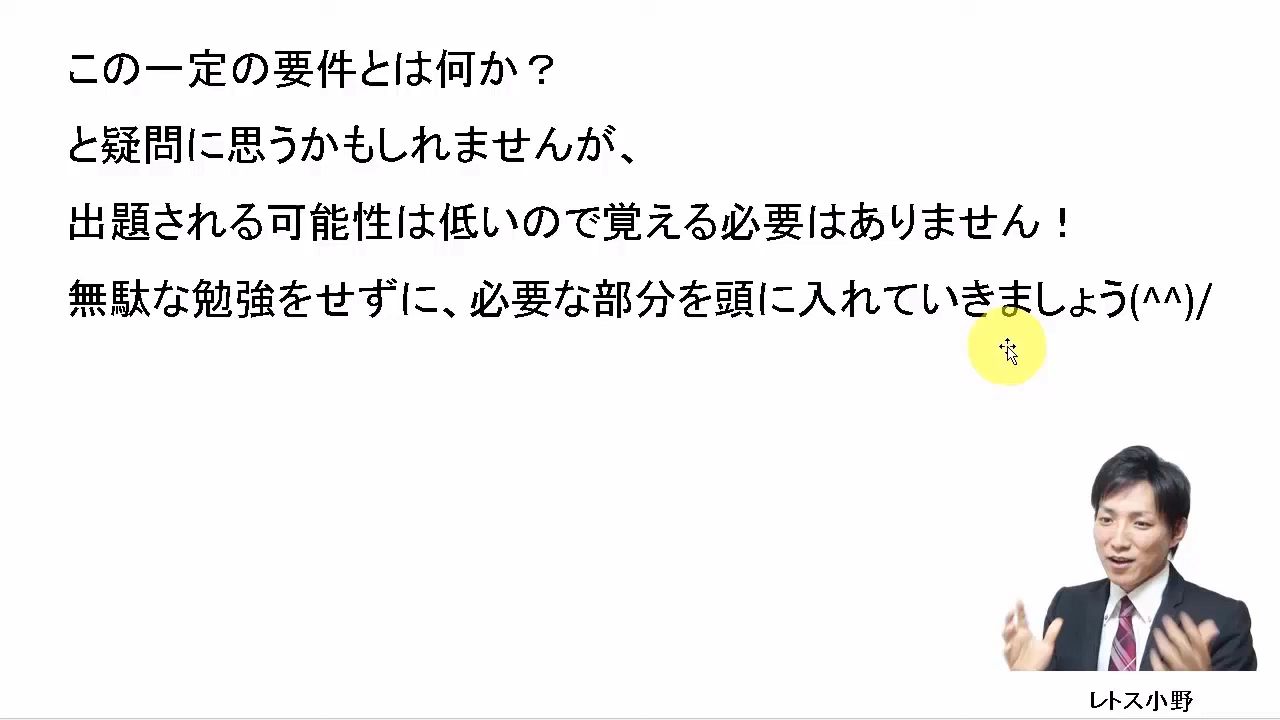 この一定の要件とは何か？
と疑問に思うかもしれませんが、
出題される可能性は低いので覚える必要はありません！
無駄な勉強をせずに、必要な部分を頭に入れていきましょう(^^)/
レトス小野